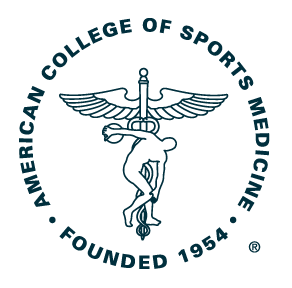 AMERICAN COLLEGE OF SPORTS MEDICINE
• FOUNDED 1954 •
®